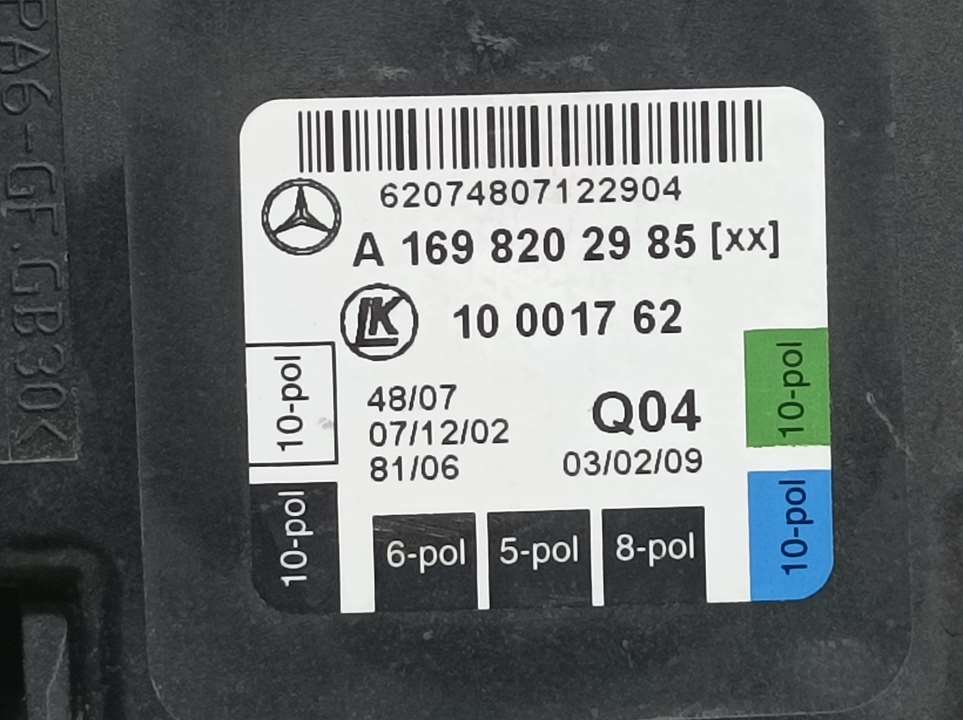 PA6-GF.GB30K
62074807122904
A 169 820 29 85 [xx]
LK
10 0017 62
48/07
07/12/02
81/06
Q04
03/02/09
10-pol
10-pol
10-pol
10-pol
6-pol
5-pol
8-pol